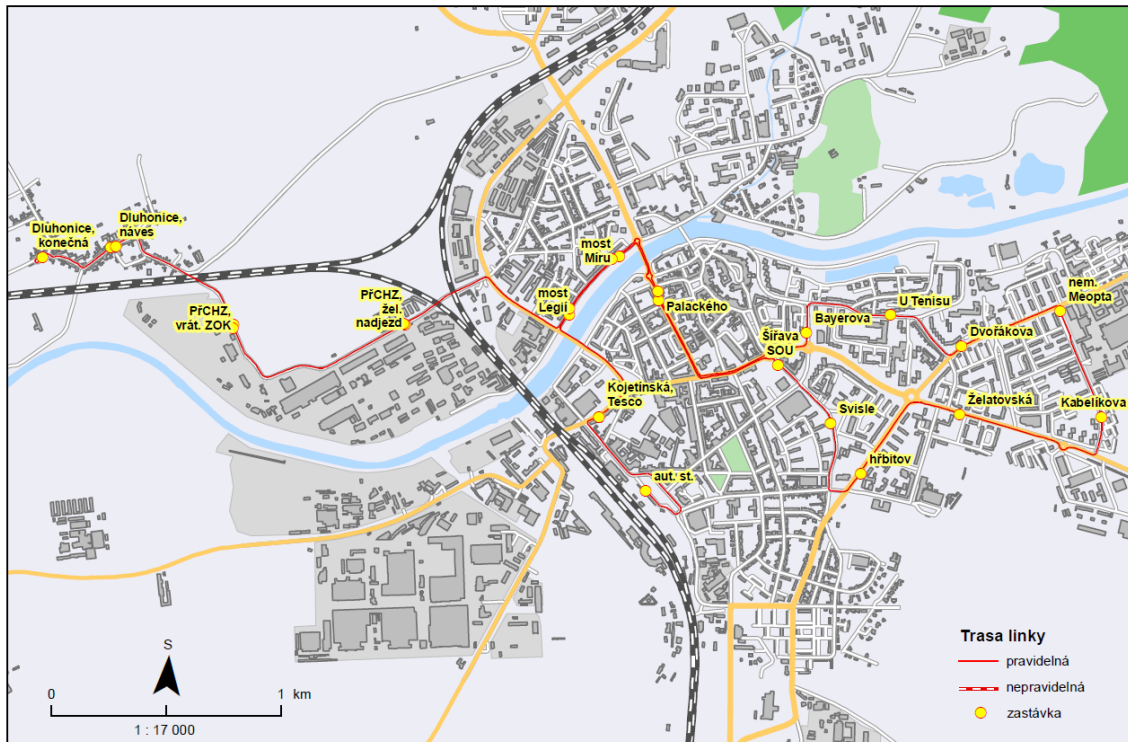 Dluhonice,
konečná
Dluhonice,
náves
PřCHZ,
vrát. ZOK
PřCHZ,
žel.
nadjezd
most
Legií
most
Míru
Palackého
Kojetínská,
Tesco
aut. st.
Šířava
SOU
Bayerova
U Tenisu
Dvořákova
nem.
Meopta
Svisle
hřbitov
Želatovská
Kabelíkova
S
0
1 km
1 : 17 000
Trasa linky
pravidelná
nepravidelná
zastávka